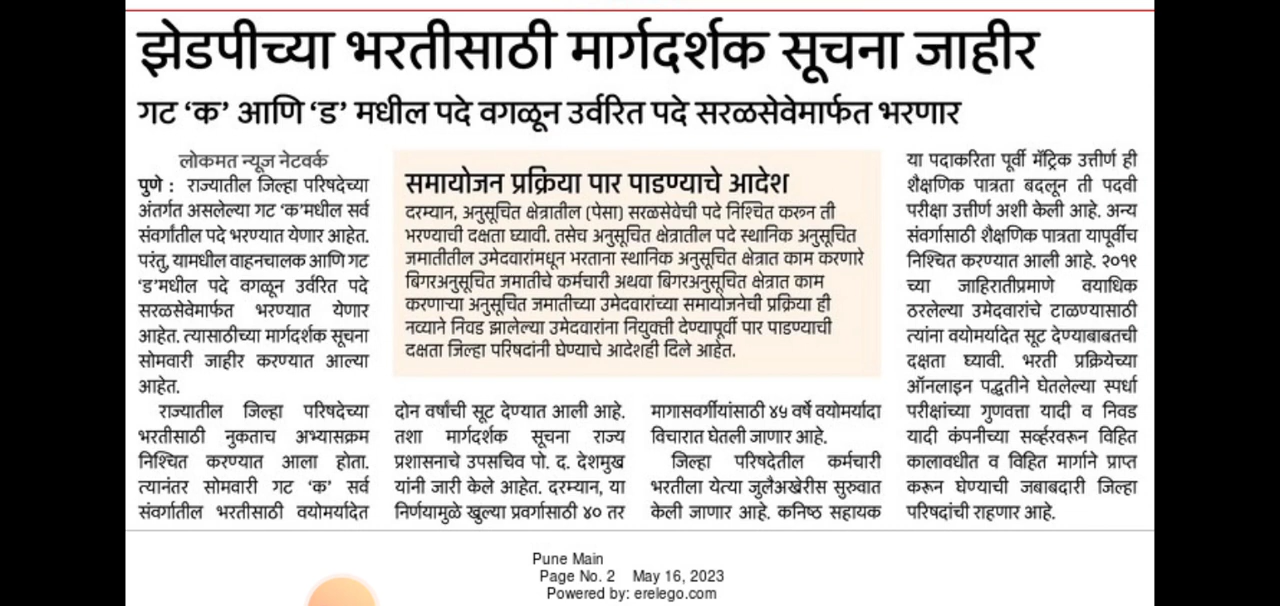 झेडपीच्या भरतीसाठी मार्गदर्शक सूचना जाहीर
गट ‘क’ आणि ‘ड’ मधील पदे वगळून उर्वरित पदे सरळसेवेमार्फत भरणार
लोकमत न्यूज नेटवर्क
पुणे : राज्यातील जिल्हा परिषदेच्या
अंतर्गत असलेल्या गट ‘क’मधील सर्व
संवर्गातील पदे भरण्यात येणार आहेत.
परंतु, यामधील वाहनचालक आणि गट
‘ड’मधील पदे वगळून उर्वरित पदे
सरळसेवेमार्फत भरण्यात येणार
आहेत. त्यासाठीच्या मार्गदर्शक सूचना
सोमवारी जाहीर करण्यात आल्या
आहेत.
राज्यातील जिल्हा परिषदेच्या
भरतीसाठी नुकताच अभ्यासक्रम
निश्चित करण्यात आला होता.
त्यानंतर सोमवारी गट ‘क’ सर्व
संवर्गातील भरतीसाठी वयोमर्यादेत
समायोजन प्रक्रिया पार पाडण्याचे आदेश
दरम्यान, अनुसूचित क्षेत्रातील (पेसा) सरळसेवेची पदे निश्चित करून ती
भरण्याची दक्षता घ्यावी. तसेच अनुसूचित क्षेत्रातील पदे स्थानिक अनुसूचित
जमातीतील उमेदवारांमधून भरताना स्थानिक अनुसूचित क्षेत्रात काम करणारे
बिगरअनुसूचित जमातीचे कर्मचारी अथवा बिगरअनुसूचित क्षेत्रात काम
करणाऱ्या अनुसूचित जमातीच्या उमेदवारांच्या समायोजनेची प्रक्रिया ही
नव्याने निवड झालेल्या उमेदवारांना नियुक्ती देण्यापूर्वी पार पाडण्याची
दक्षता जिल्हा परिषदांनी घेण्याचे आदेशही दिले आहेत.
दोन वर्षांची सूट देण्यात आली आहे.
तशा मार्गदर्शक सूचना राज्य
प्रशासनाचे उपसचिव पो. द. देशमुख
यांनी जारी केले आहेत. दरम्यान, या
निर्णयामुळे खुल्या प्रवर्गासाठी ४० तर
मागासवर्गीयांसाठी ४५ वर्षे वयोमर्यादा
विचारात घेतली जाणार आहे.
जिल्हा परिषदेतील कर्मचारी
भरतीला येत्या जुलैअखेरीस सुरुवात
केली जाणार आहे. कनिष्ठ सहायक
या पदाकरिता पूर्वी मॅट्रिक उत्तीर्ण ही
शैक्षणिक पात्रता बदलून ती पदवी
परीक्षा उत्तीर्ण अशी केली आहे. अन्य
संवर्गासाठी शैक्षणिक पात्रता यापूर्वीच
निश्चित करण्यात आली आहे. २०१९
च्या जाहिरातीप्रमाणे वयाधिक
ठरलेल्या उमेदवारांचे टाळण्यासाठी
त्यांना वयोमर्यादेत सूट देण्याबाबतची
दक्षता घ्यावी. भरती प्रक्रियेच्या
ऑनलाइन पद्धतीने घेतलेल्या स्पर्धा
परीक्षांच्या गुणवत्ता यादी व निवड
यादी कंपनीच्या सर्व्हरवरून विहित
कालावधीत व विहित मार्गाने प्राप्त
करून घेण्याची जबाबदारी जिल्हा
परिषदांची राहणार आहे.
Pune Main
Page No. 2 May 16, 2023
Powered by: erelego.com